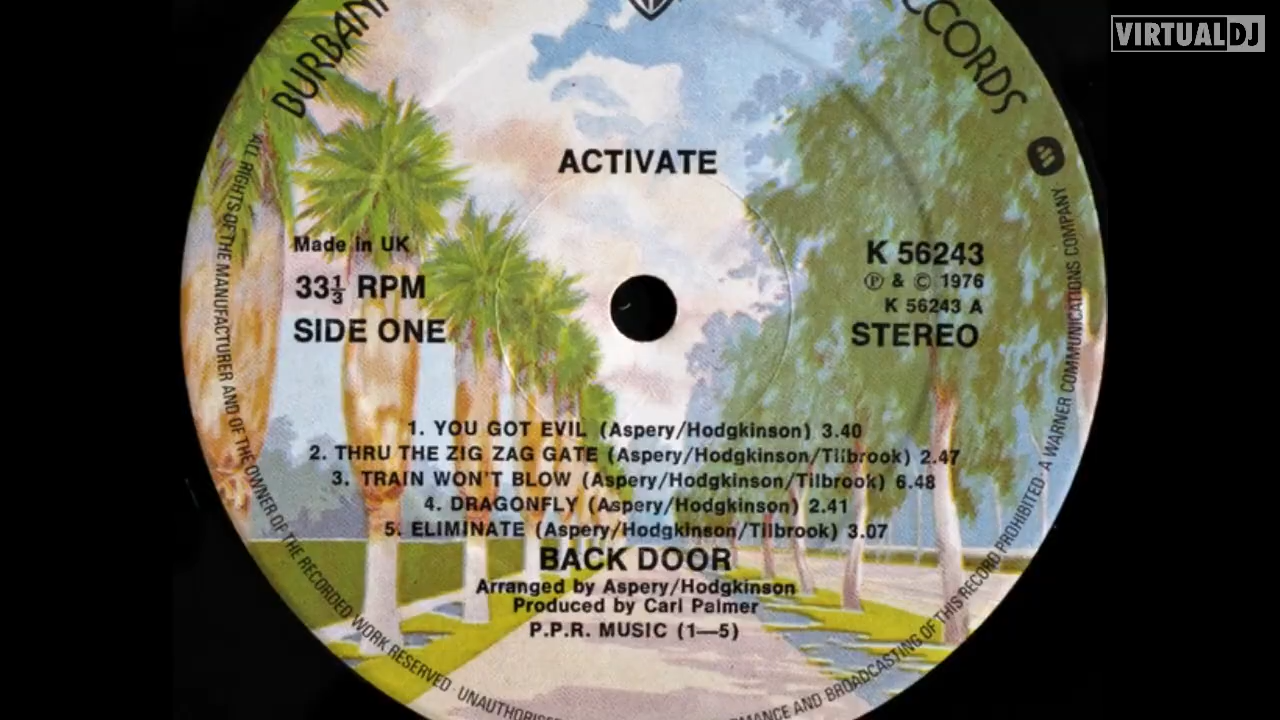 VIRTUALDJ
BURBANK
RECORDS
ACTIVATE
Made in UK
33⅓ RPM
SIDE ONE
K 56243
Ⓟ & © 1976
K 56243 A
STEREO
1. YOU GOT EVIL (Aspery/Hodgkinson) 3.40
2. THRU THE ZIG ZAG GATE (Aspery/Hodgkinson/Tilbrook) 2.47
3. TRAIN WON'T BLOW (Aspery/Hodgkinson/Tilbrook) 6.48
4. DRAGONFLY (Aspery/Hodgkinson) 2.41
5. ELIMINATE (Aspery/Hodgkinson/Tilbrook) 3.07
BACK DOOR
Arranged by Aspery/Hodgkinson
Produced by Carl Palmer
P.P.R. MUSIC (1—5)
ALL RIGHTS OF THE MANUFACTURER AND OF THE OWNER OF THE RECORDED WORK RESERVED · UNAUTHORISE
MANCE AND BROADCASTING OF THIS RECORD PROHIBITED · A WARNER COMMUNICATIONS COMPANY